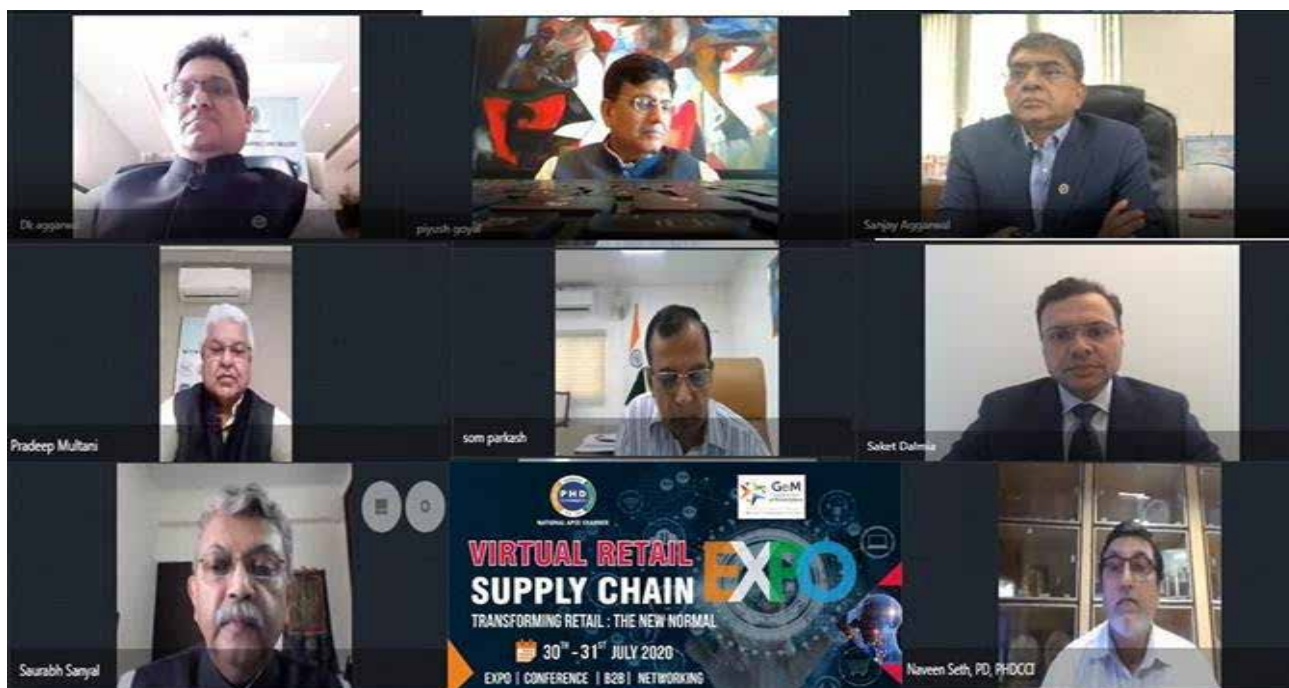 Dk aggarwal
piyush goyal
Sanjay Aggarwal
Pradeep Multani
som parkash
Saket Dalmia
Saurabh Sanyal
PHD
NATIONAL APEX CHAMBER
GeM
VIRTUAL RETAIL EXPO
SUPPLY CHAIN
TRANSFORMING RETAIL : THE NEW NORMAL
30TH - 31ST JULY 2020
EXPO | CONFERENCE | B2B | NETWORKING
Naveen Seth, PD, PHDCCI